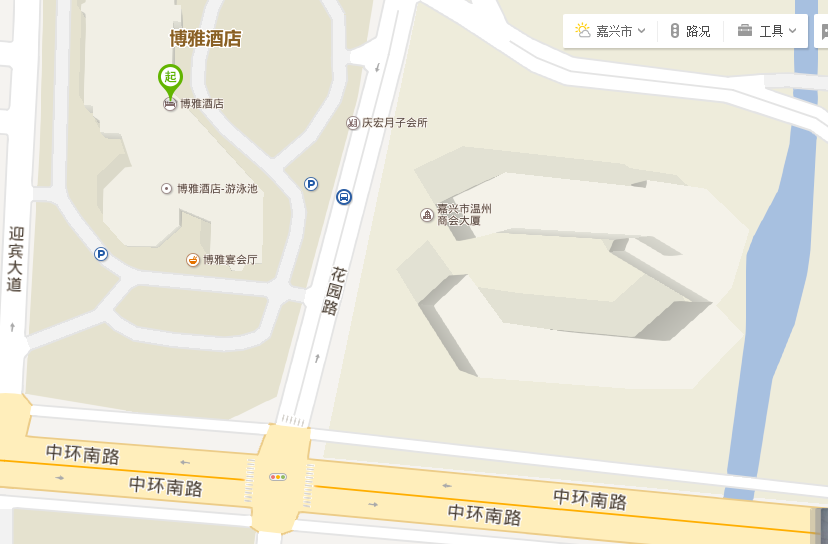 嘉兴市
路况
工具
博雅酒店
起
博雅酒店
庆宏月子会所
P
博雅酒店-游泳池
嘉兴市温州
商会大厦
迎宾大道
P
博雅宴会厅
花园路
中环南路
中环南路
中环南路
中环南路